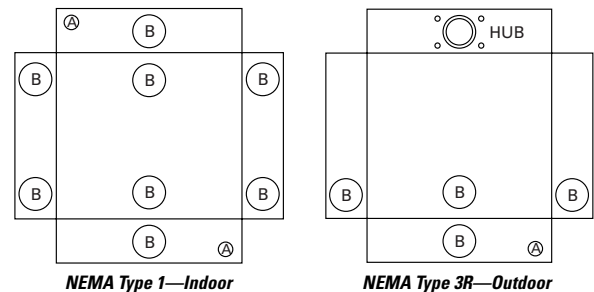 A B
HUB
B B B
B B B
B B B
B A
B A
NEMA Type 1—Indoor
NEMA Type 3R—Outdoor